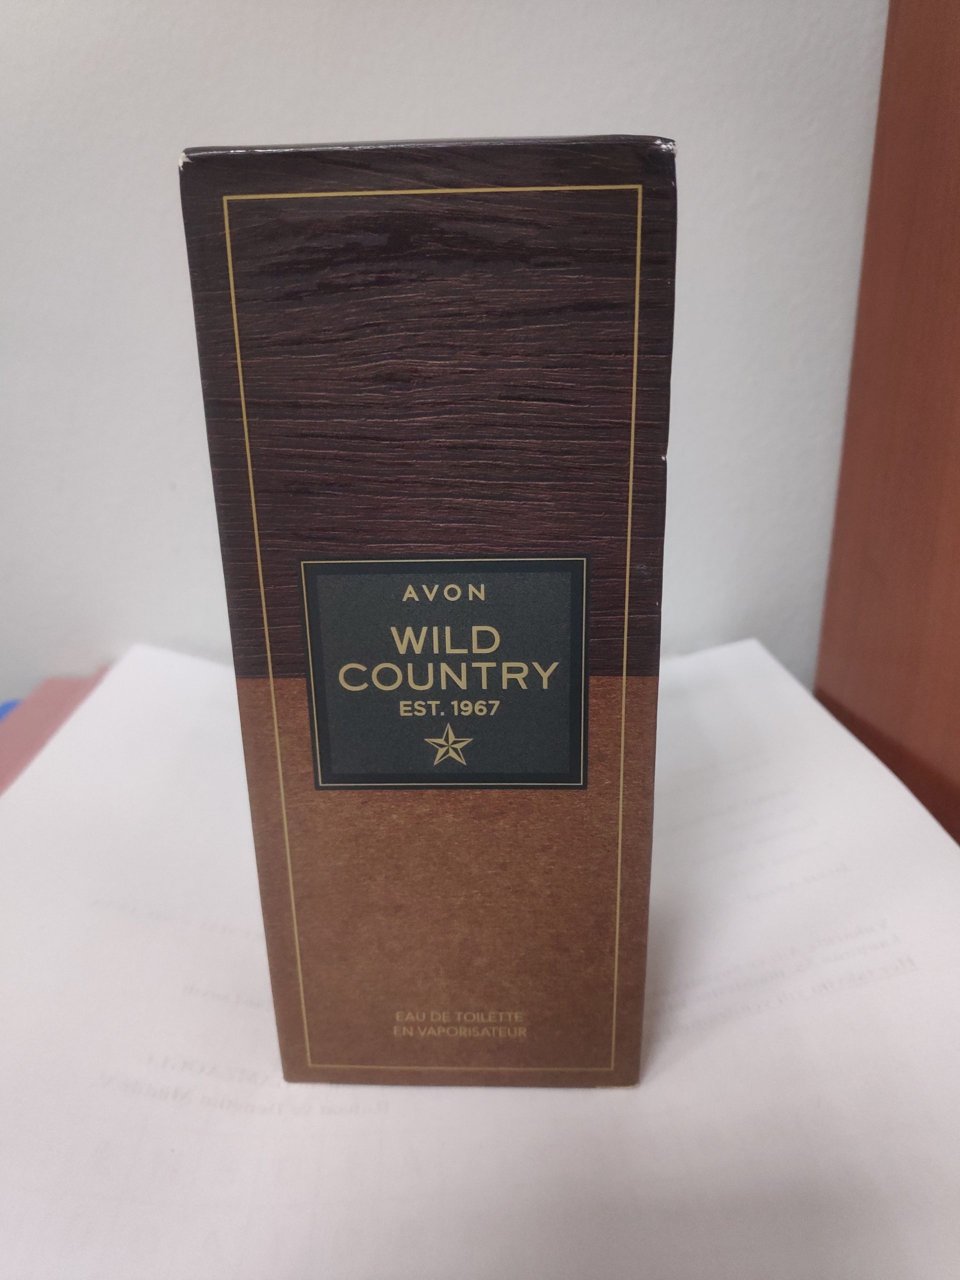 AVON
WILD
COUNTRY
EST. 1967
EAU DE TOILETTE
EN VAPORISATEUR